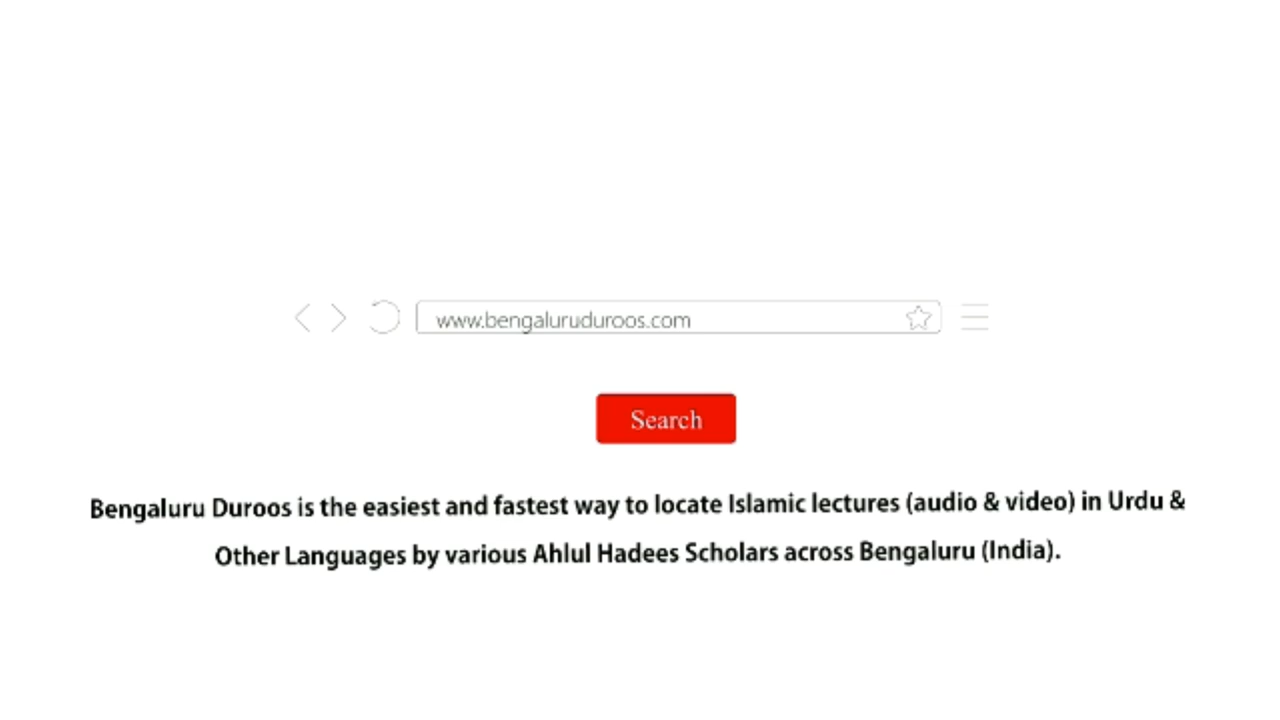 www.bengaluruduroos.com
Search
Bengaluru Duroos is the easiest and fastest way to locate Islamic lectures (audio & video) in Urdu &
Other Languages by various Ahlul Hadees Scholars across Bengaluru (India).